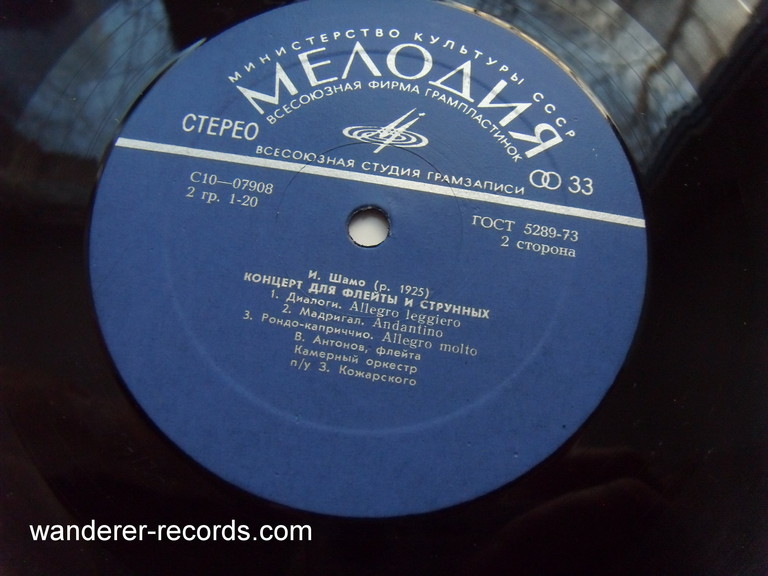 МИНИСТЕРСТВО КУЛЬТУРЫ СССР
МЕЛОДИЯ
ВСЕСОЮЗНАЯ ФИРМА ГРАМПЛАСТИНОК
СТЕРЕО
ВСЕСОЮЗНАЯ СТУДИЯ ГРАМЗАПИСИ
33
С10—07908
2 гр. 1-20
ГОСТ 5289-73
2 сторона
И. Шамо (р. 1925)
КОНЦЕРТ ДЛЯ ФЛЕЙТЫ И СТРУННЫХ
1. Диалоги. Allegro leggiero
2. Мадригал. Andantino
3. Рондо-каприччио. Allegro molto
В. Антонов, флейта
Камерный оркестр
п/у З. Кожарского
wanderer-records.com